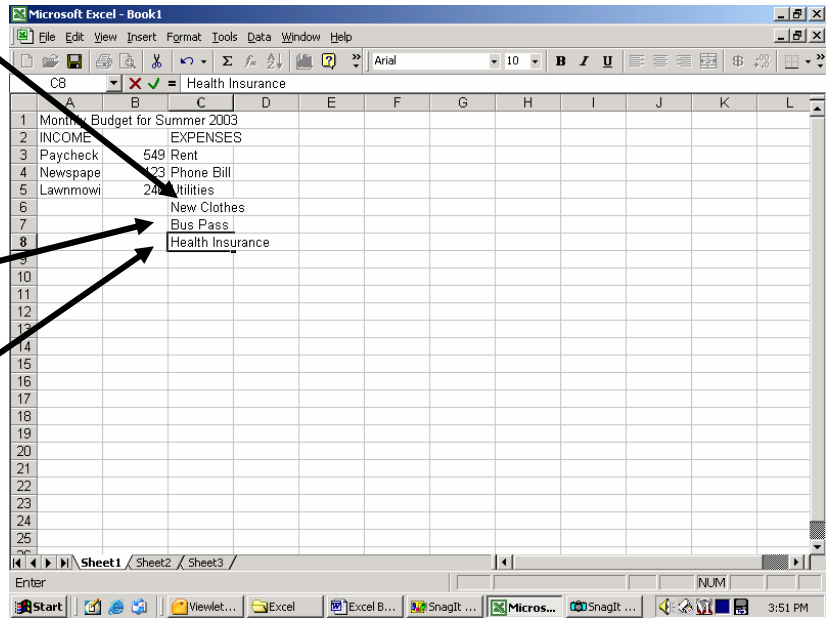 Microsoft Excel - Book1
File Edit View Insert Format Tools Data Window Help
Arial 10 B I U $
C8 = Health Insurance
A B C D E F G H I J K L
1 Monthly Budget for Summer 2003
2 INCOME EXPENSES
3 Paycheck 549 Rent
4 Newspape 123 Phone Bill
5 Lawnmowi Utilities
6 New Clothes
7 Bus Pass
8 Health Insurance
9
10
11
12
13
14
15
16
17
18
19
20
21
22
23
24
25
Sheet1 Sheet2 Sheet3
Enter NUM
Start Viewlet... Excel Excel B... SnagIt ... Micros... SnagIt ... 3:51 PM